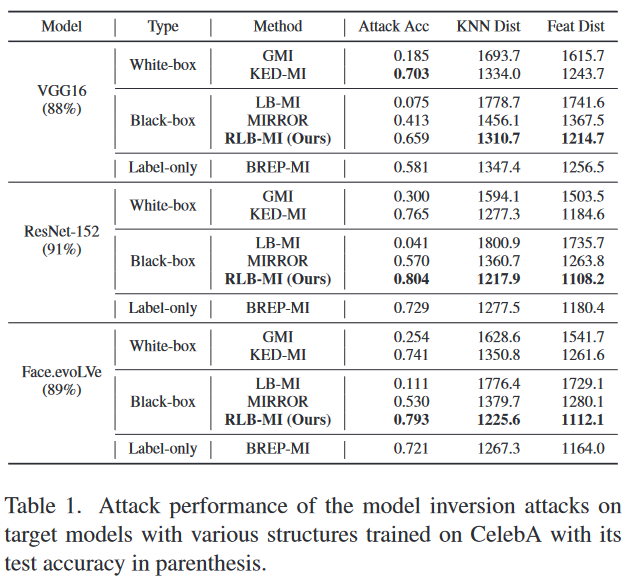 Model Type Method Attack Acc KNN Dist Feat Dist
VGG16 (88%) White-box GMI 0.185 1693.7 1615.7
KED-MI 0.703 1334.0 1243.7
Black-box LB-MI 0.075 1778.7 1741.6
MIRROR 0.413 1456.1 1367.5
RLB-MI (Ours) 0.659 1310.7 1214.7
Label-only BREP-MI 0.581 1347.4 1256.5
ResNet-152 (91%) White-box GMI 0.300 1594.1 1503.5
KED-MI 0.765 1277.3 1184.6
Black-box LB-MI 0.041 1800.9 1735.7
MIRROR 0.570 1360.7 1263.8
RLB-MI (Ours) 0.804 1217.9 1108.2
Label-only BREP-MI 0.729 1277.5 1180.4
Face.evoLVe (89%) White-box GMI 0.254 1628.6 1541.7
KED-MI 0.741 1350.8 1261.6
Black-box LB-MI 0.111 1776.4 1729.1
MIRROR 0.530 1379.7 1280.1
RLB-MI (Ours) 0.793 1225.6 1112.1
Label-only BREP-MI 0.721 1267.3 1164.0
Table 1. Attack performance of the model inversion attacks on
target models with various structures trained on CelebA with its
test accuracy in parenthesis.